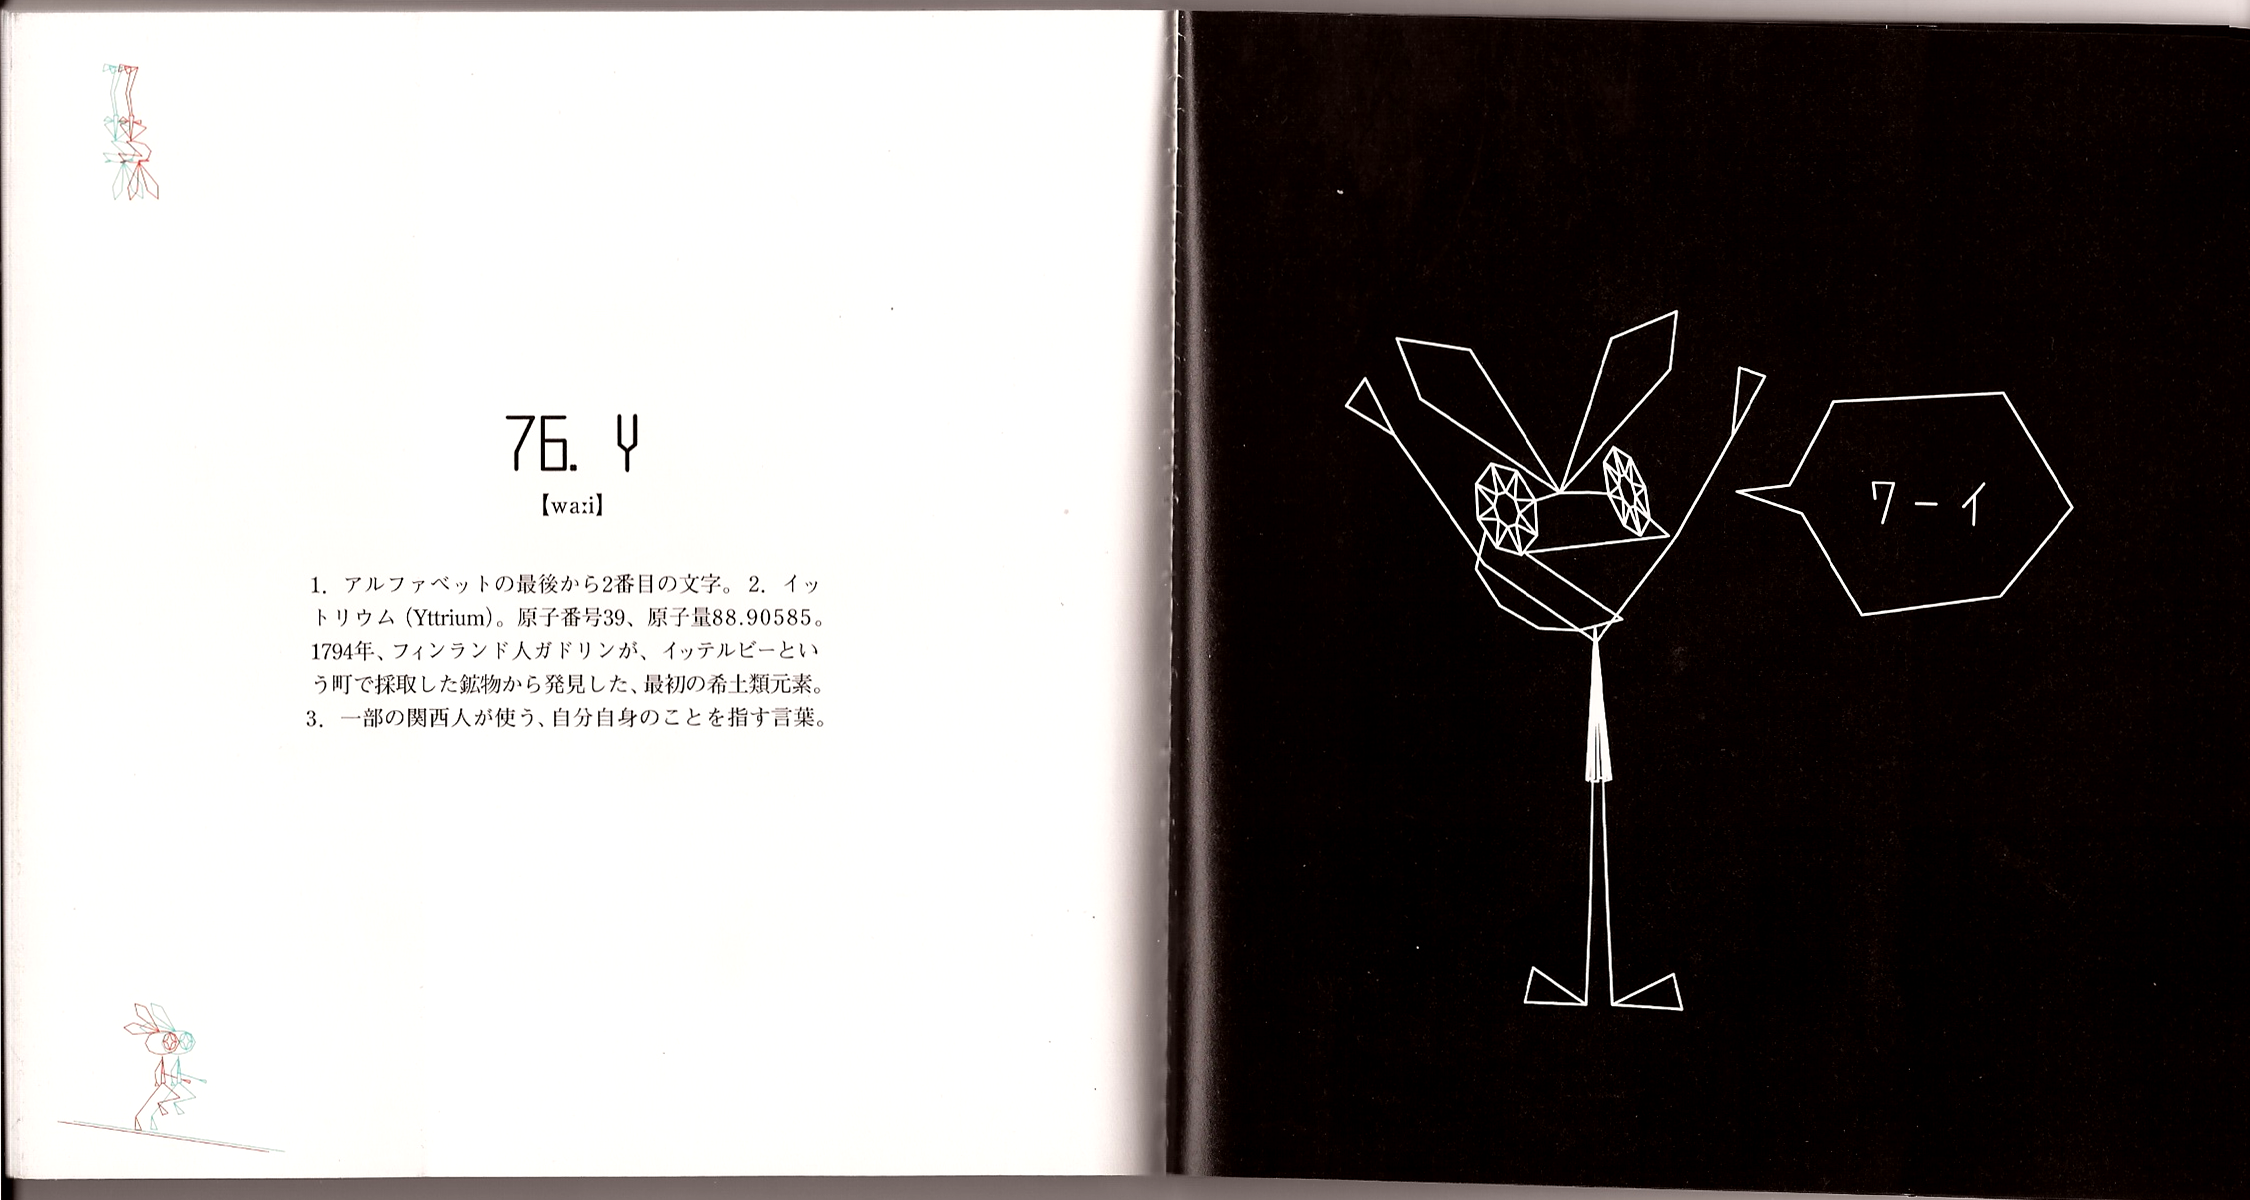 76. Y
【wa:i】
1. アルファベットの最後から2番目の文字。 2. イッ
トリウム（Yttrium）。原子番号39、原子量88.90585。
1794年、フィンランド人ガドリンが、イッテルビーとい
う町で採取した鉱物から発見した、最初の希土類元素。
3. 一部の関西人が使う、自分自身のことを指す言葉。
ワーイ